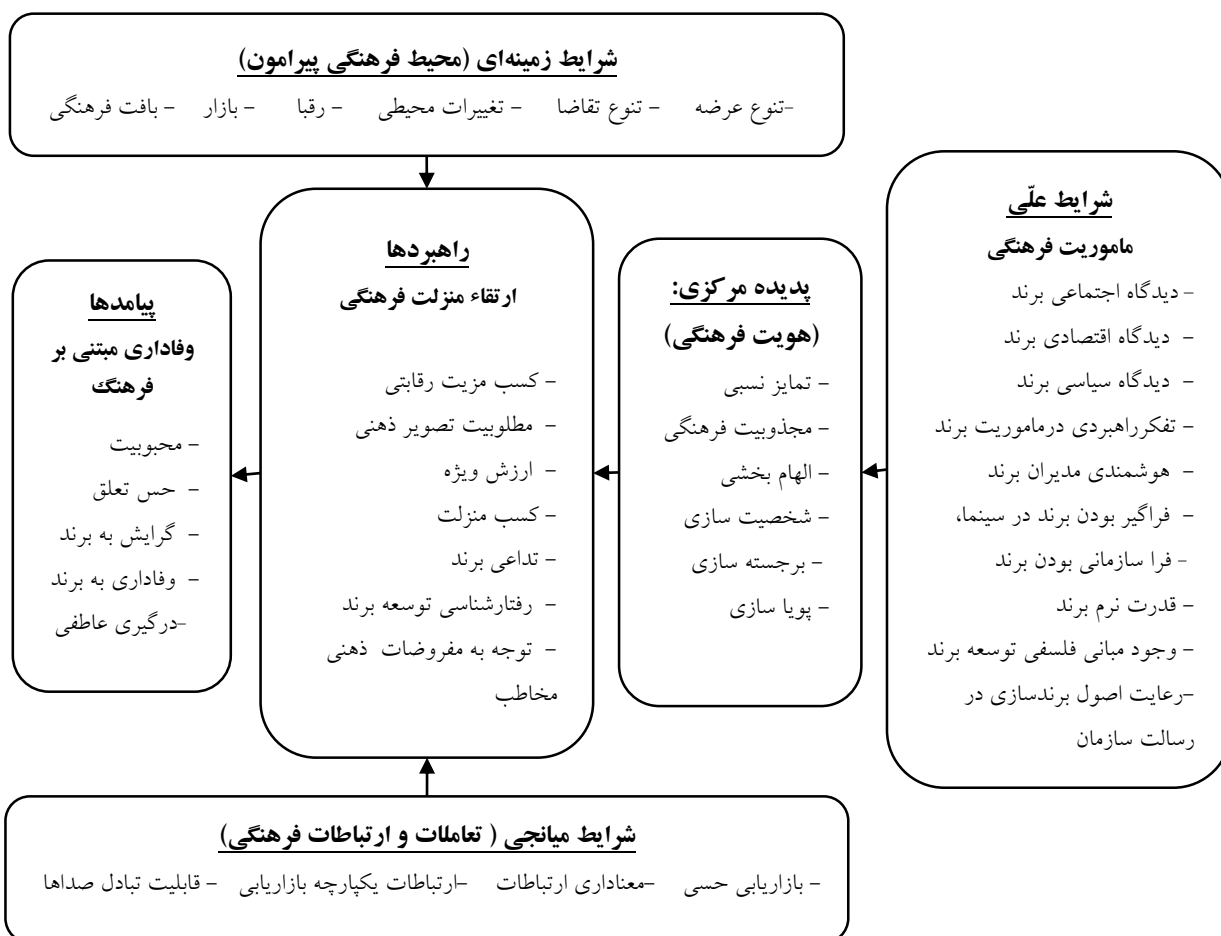 شرایط زمینه‌ای (محیط فرهنگی پیرامون)
-تنوع عرضه – تنوع تقاضا – تغییرات محیطی – رقبا – بازار – بافت فرهنگی
شرایط علّی
ماموریت فرهنگی
- دیدگاه اجتماعی برند
– دیدگاه اقتصادی برند
– دیدگاه سیاسی برند
– تفکرراهبردی درماموریت برند
– هوشمندی مدیران برند
– فراگیر بودن برند در سینما،
- فرا سازمانی بودن برند
– قدرت نرم برند
– وجود مبانی فلسفی توسعه برند
-رعایت اصول برندسازی در
رسالت سازمان
پدیده مرکزی:
(هویت فرهنگی)
– تمایز نسبی
– مجذوبیت فرهنگی
– الهام بخشی
– شخصیت سازی
– برجسته سازی
– پویا سازی
راهبردها
ارتقاء منزلت فرهنگی
– کسب مزیت رقابتی
– مطلوبیت تصویر ذهنی
– ارزش ویژه
– کسب منزلت
– تداعی برند
– رفتارشناسی توسعه برند
– توجه به مفروضات ذهنی
مخاطب
پیامدها
وفاداری مبتنی بر
فرهنگ
– محبوبیت
– حس تعلق
– گرایش به برند
– وفاداری به برند
-درگیری عاطفی
شرایط میانجی ( تعاملات و ارتباطات فرهنگی)
– بازاریابی حسی -معناداری ارتباطات -ارتباطات یکپارچه بازاریابی – قابلیت تبادل صداها